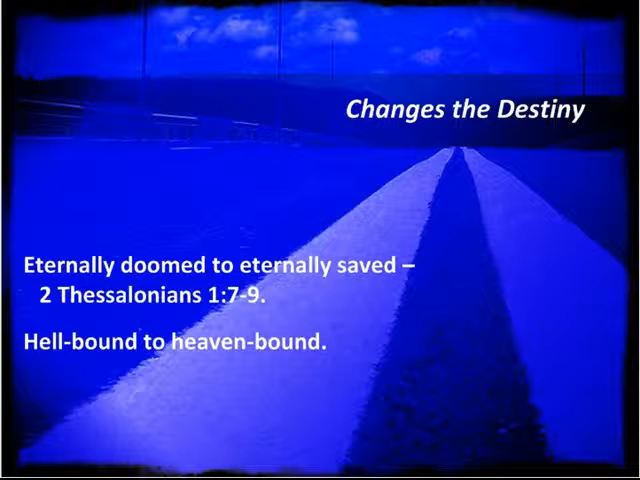 Changes the Destiny
Eternally doomed to eternally saved –
2 Thessalonians 1:7-9.
Hell-bound to heaven-bound.